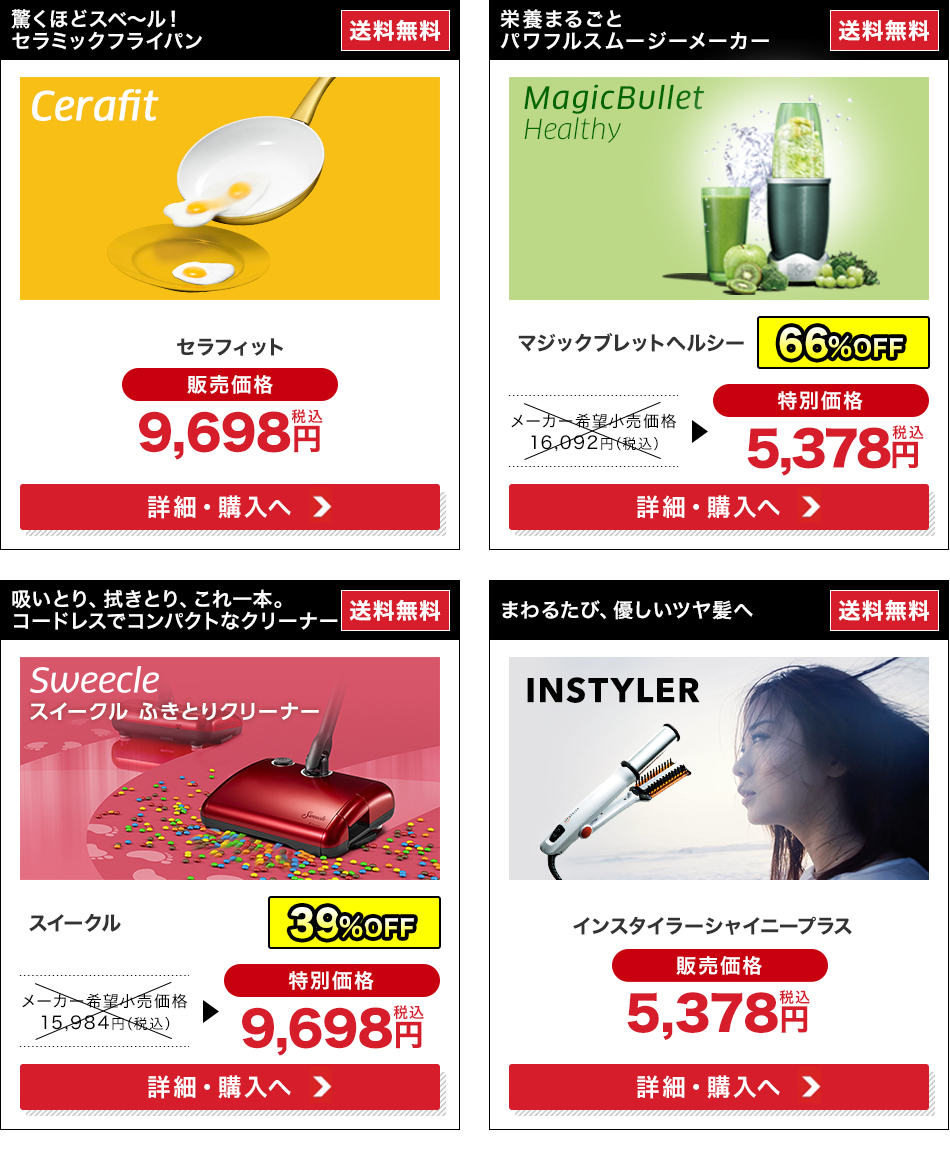 驚くほどスベ〜ル！
セラミックフライパン
送料無料
Cerafit
セラフィット
販売価格
9,698円税込
詳細・購入へ
栄養まるごと
パワフルスムージーメーカー
送料無料
MagicBullet
Healthy
マジックブレットヘルシー
66%OFF
メーカー希望小売価格
16,092円(税込)
特別価格
5,378円税込
詳細・購入へ
吸いとり、拭きとり、これ一本。
コードレスでコンパクトなクリーナー
送料無料
Sweecle
スイークル ふきとりクリーナー
Sweecle
スイークル
39%OFF
メーカー希望小売価格
15,984円(税込)
特別価格
9,698円税込
詳細・購入へ
まわるたび、優しいツヤ髪へ
送料無料
INSTYLER
インスタイラーシャイニープラス
販売価格
5,378円税込
詳細・購入へ